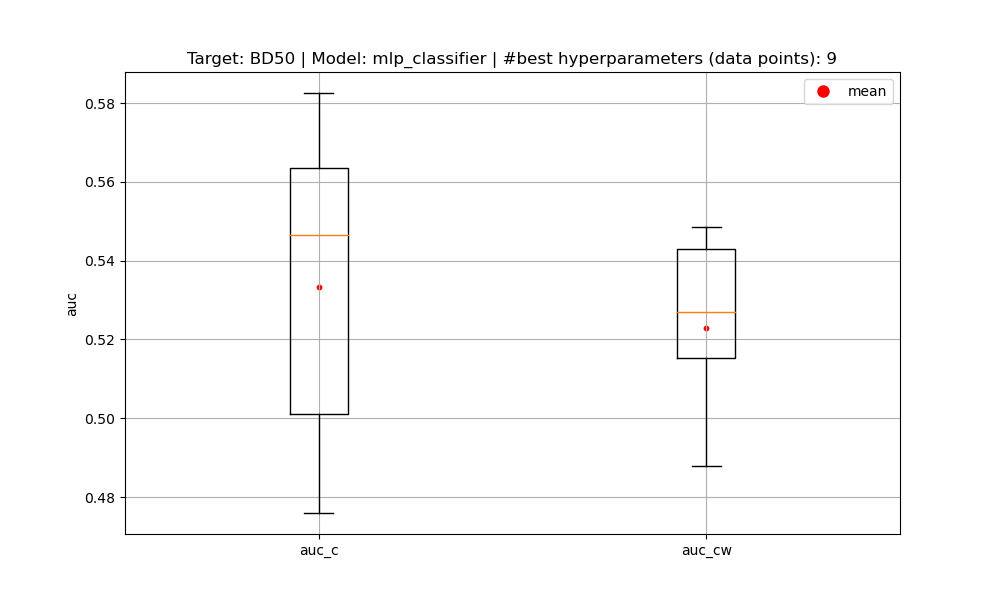 Target: BD50 | Model: mlp_classifier | #best hyperparameters (data points): 9
mean
0.58
0.56
0.54
0.52
0.50
0.48
auc
auc_c
auc_cw